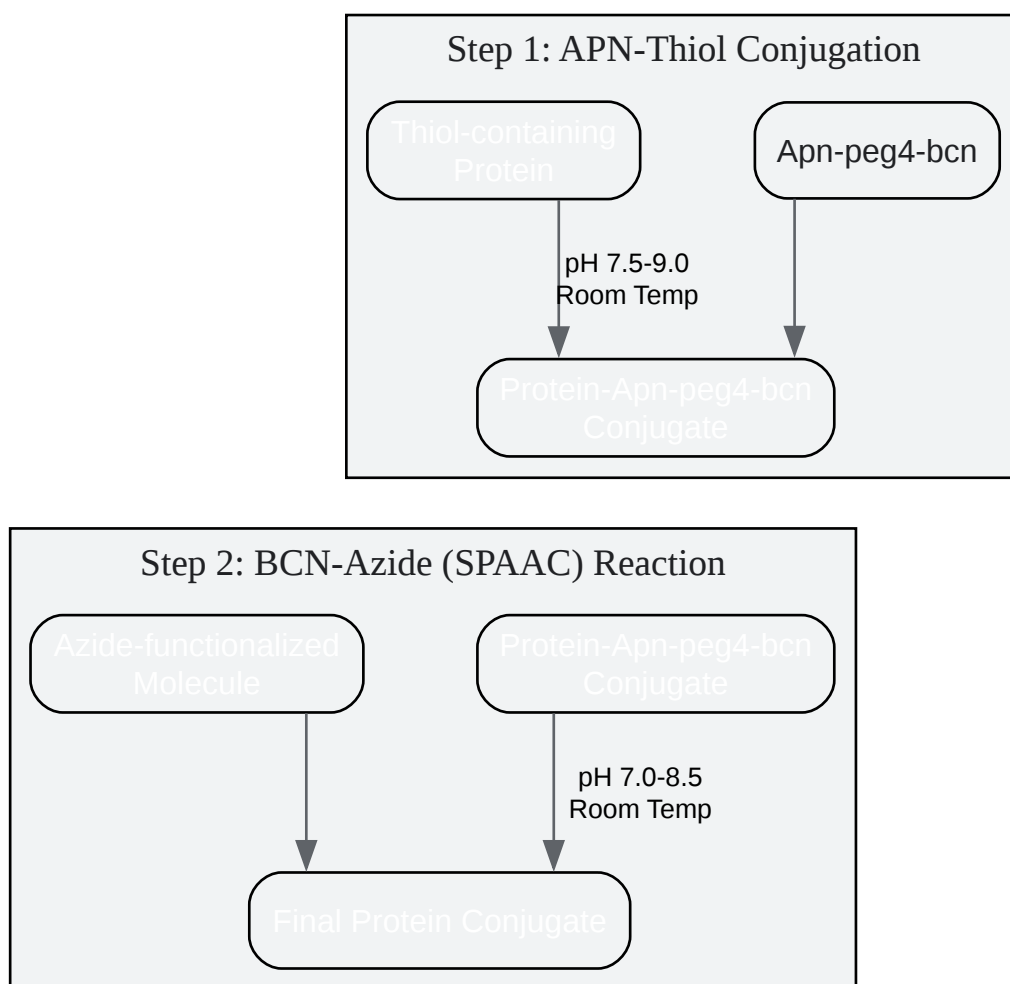 Step 1: APN-Thiol Conjugation
Thiol-containing
Protein
Apn-peg4-bcn
pH 7.5-9.0
Room Temp
Protein-Apn-peg4-bcn
Conjugate
Step 2: BCN-Azide (SPAAC) Reaction
Azide-functionalized
Molecule
Protein-Apn-peg4-bcn
Conjugate
pH 7.0-8.5
Room Temp
Final Protein Conjugate